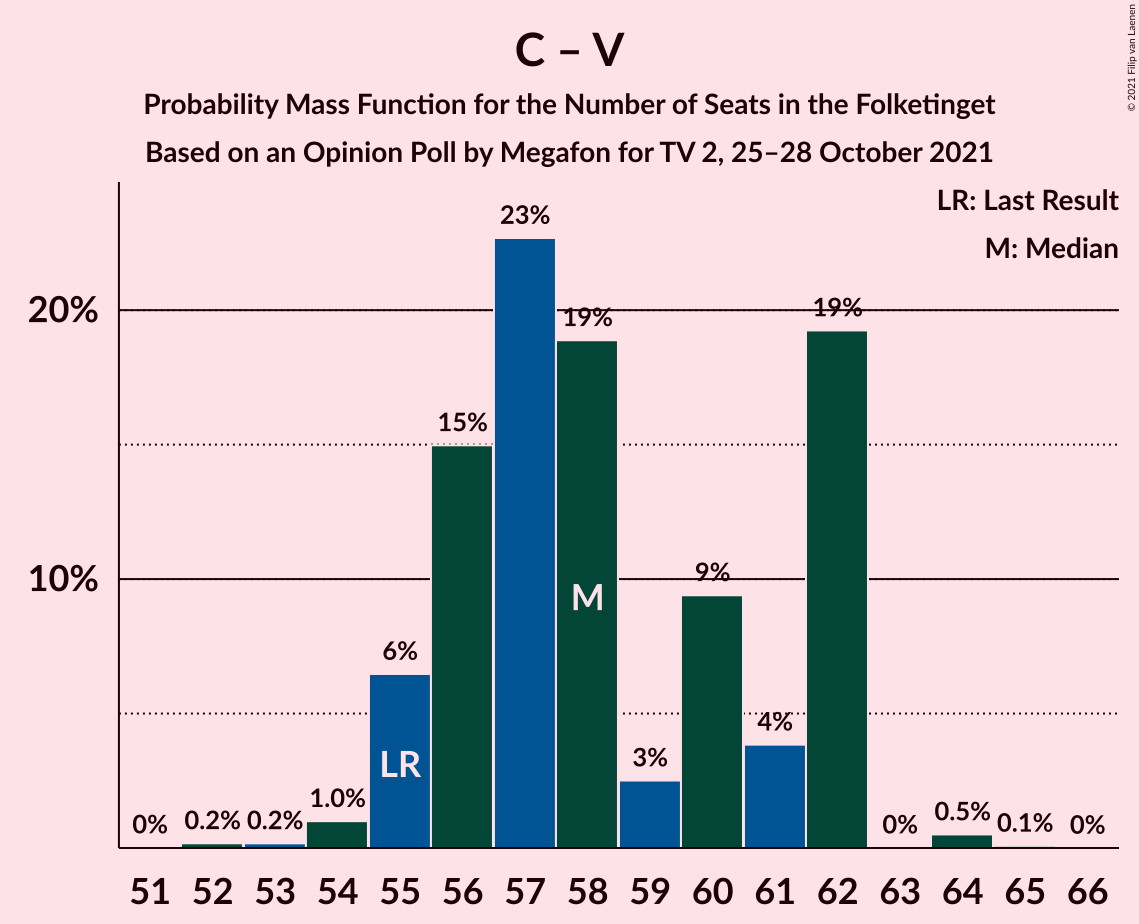 C – V
Probability Mass Function for the Number of Seats in the Folketinget
Based on an Opinion Poll by Megafon for TV 2, 25–28 October 2021
© 2021 Filip van Laenen
LR: Last Result
M: Median
20%
10%
0%
0.2%
0.2%
1.0%
6%
15%
23%
19%
3%
9%
4%
19%
0%
0.5%
0.1%
0%
LR
M
51 52 53 54 55 56 57 58 59 60 61 62 63 64 65 66